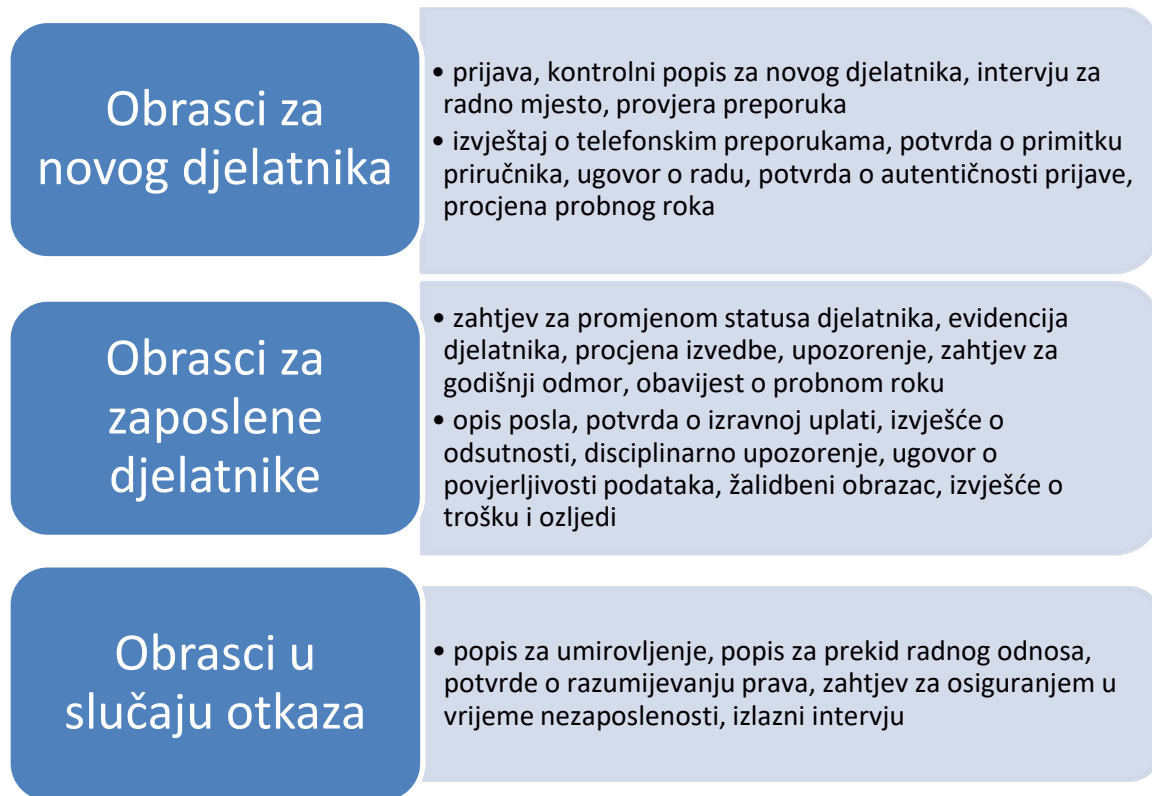 Obrasci za
novog djelatnika
• prijava, kontrolni popis za novog djelatnika, intervju za
radno mjesto, provjera preporuka
• izvještaj o telefonskim preporukama, potvrda o primitku
priručnika, ugovor o radu, potvrda o autentičnosti prijave,
procjena probnog roka
Obrasci za
zaposlene
djelatnike
• zahtjev za promjenom statusa djelatnika, evidencija
djelatnika, procjena izvedbe, upozorenje, zahtjev za
godišnji odmor, obavijest o probnom roku
• opis posla, potvrda o izravnoj uplati, izvješće o
odsutnosti, disciplinarno upozorenje, ugovor o
povjerljivosti podataka, žalidbeni obrazac, izvješće o
trošku i ozljedi
Obrasci u
slučaju otkaza
• popis za umirovljenje, popis za prekid radnog odnosa,
potvrde o razumijevanju prava, zahtjev za osiguranjem u
vrijeme nezaposlenosti, izlazni intervju